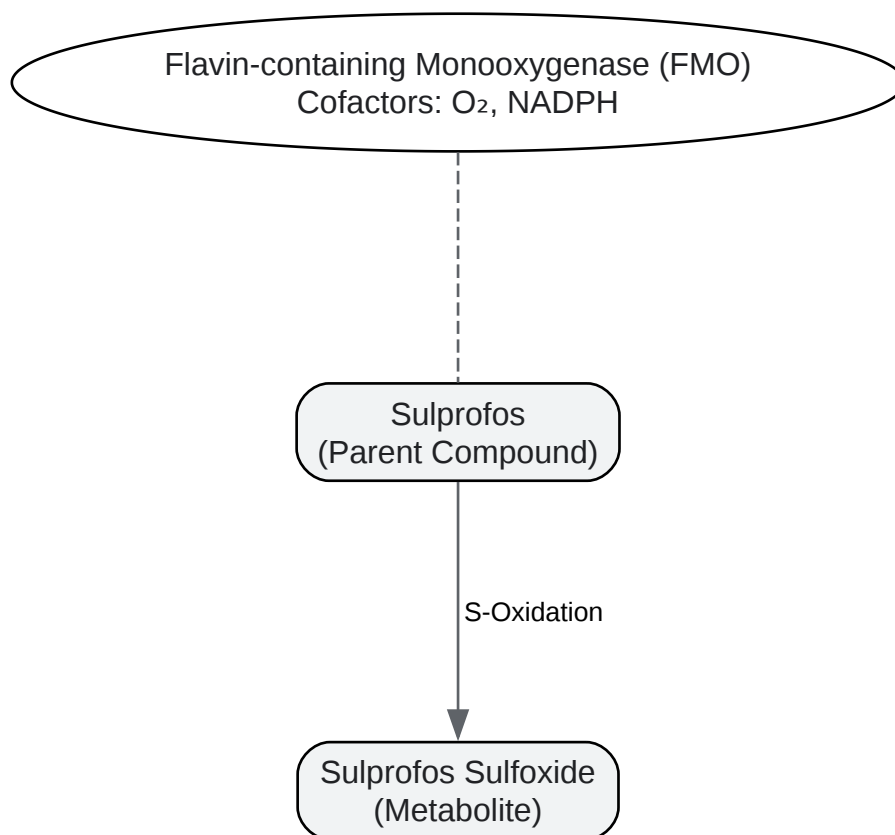 Flavin-containing Monooxygenase (FMO)
Cofactors: O₂, NADPH
Sulprofos
(Parent Compound)
S-Oxidation
Sulprofos Sulfoxide
(Metabolite)